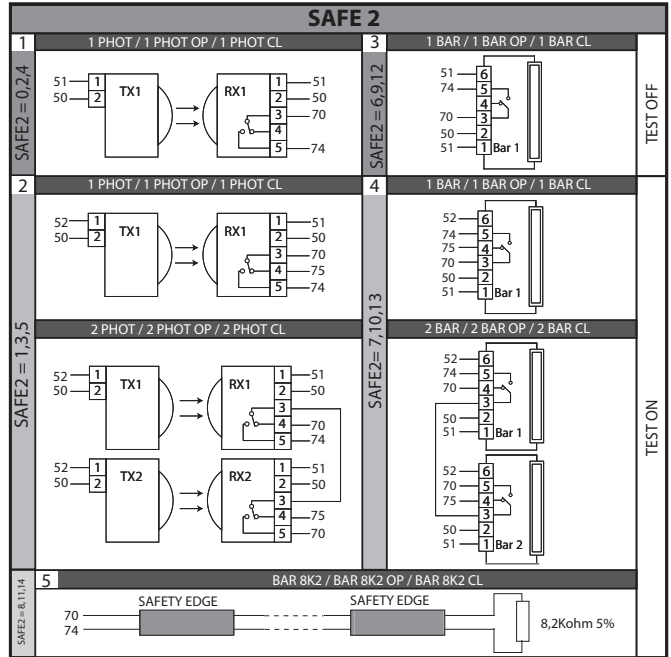 SAFE 2
1
1 PHOT / 1 PHOT OP / 1 PHOT CL
SAFE2 = 0,2,4
51 1
50 2
TX1
RX1
1 51
2 50
3 70
4
5 74
3
1 BAR / 1 BAR OP / 1 BAR CL
SAFE2 = 6,9,12
51 6
74 5
4
70 3
50 2
51 1 Bar 1
TEST OFF
2
1 PHOT / 1 PHOT OP / 1 PHOT CL
SAFE2 = 1,3,5
52 1
50 2
TX1
RX1
1 51
2 50
3 70
4 75
5 74
2 PHOT / 2 PHOT OP / 2 PHOT CL
52 1
50 2
TX1
RX1
1 51
2 50
3
4 70
5 74
52 1
50 2
TX2
RX2
1 51
2 50
3
4 75
5 70
4
1 BAR / 1 BAR OP / 1 BAR CL
SAFE2= 7,10,13
52 6
74 5
75 4
70 3
50 2
51 1 Bar 1
2 BAR / 2 BAR OP / 2 BAR CL
52 6
74 5
70 4
3
50 2
51 1 Bar 1
52 6
70 5
75 4
3
50 2
51 1 Bar 2
TEST ON
5
BAR 8K2 / BAR 8K2 OP / BAR 8K2 CL
SAFE2 = 8,11,14
SAFETY EDGE
SAFETY EDGE
70
74
8,2Kohm 5%